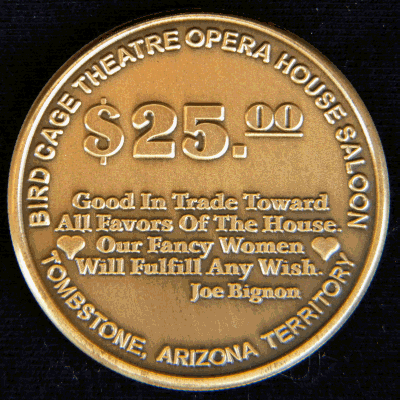 BIRD CAGE THEATRE OPERA HOUSE SALOON
$25.00
Good In Trade Toward
All Favors Of The House.
Our Fancy Women
Will Fulfill Any Wish.
Joe Bignon
TOMBSTONE, ARIZONA TERRITORY